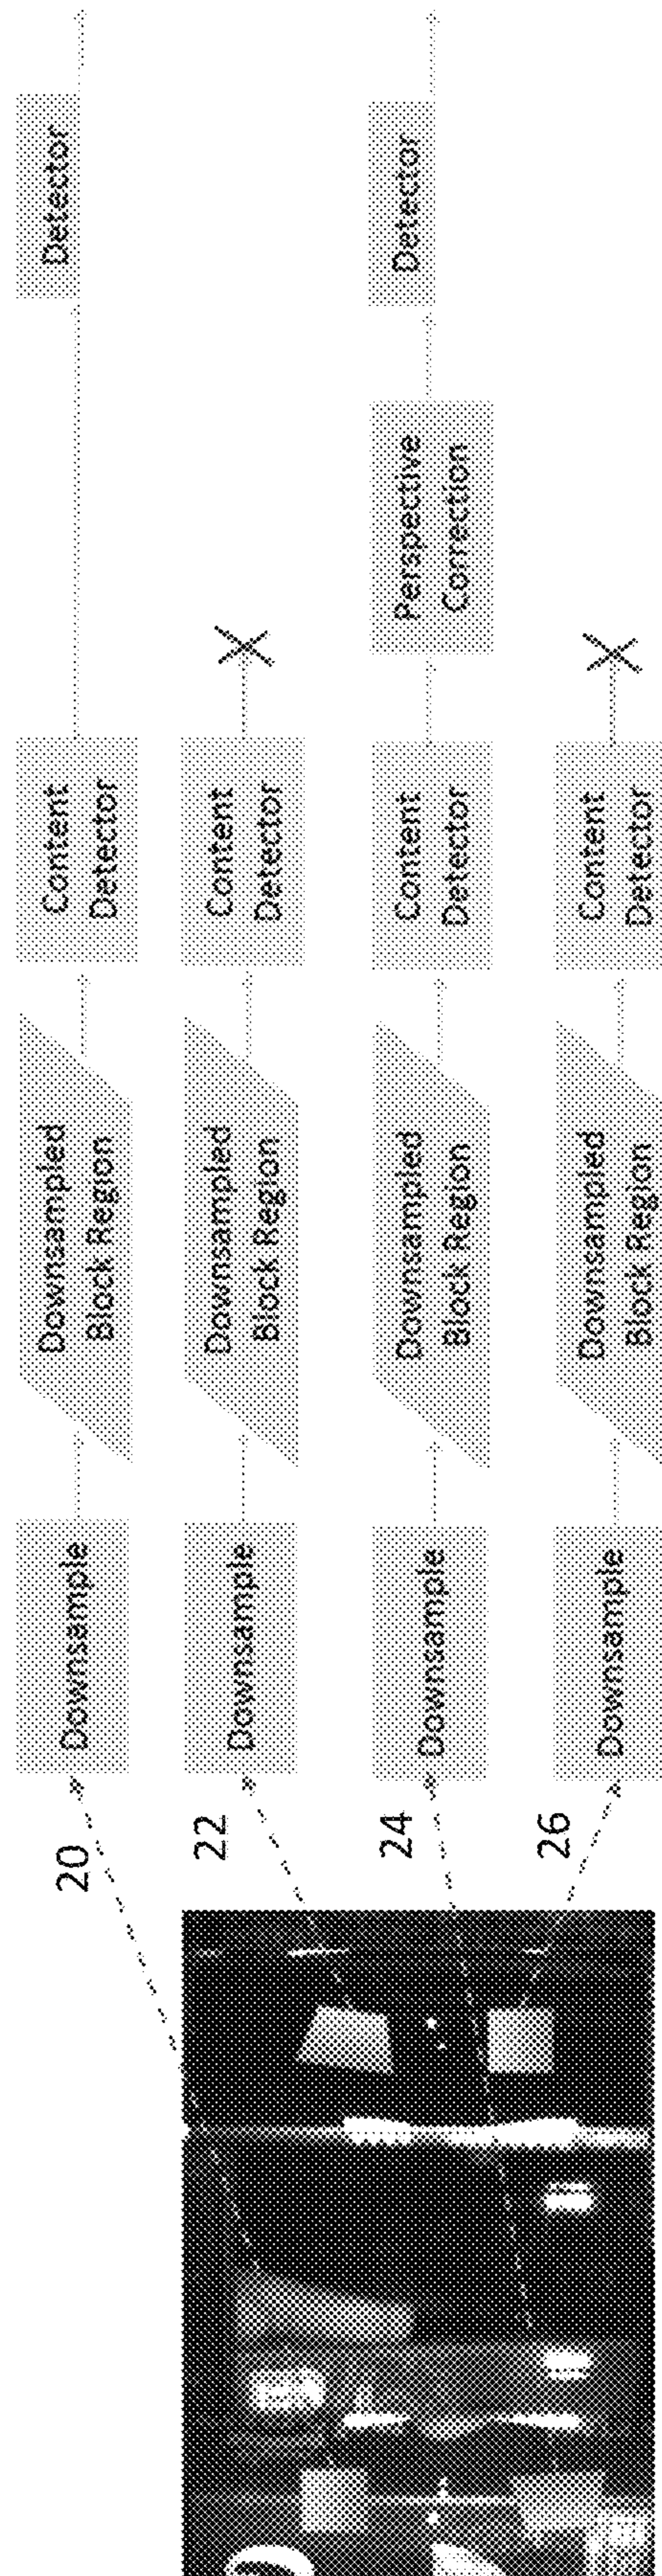 20
Downsample
Downsampled
Block Region
Content
Detector
Detector
22
Downsample
Downsampled
Block Region
Content
Detector
24
Downsample
Downsampled
Block Region
Content
Detector
Perspective
Correction
Detector
26
Downsample
Downsampled
Block Region
Content
Detector